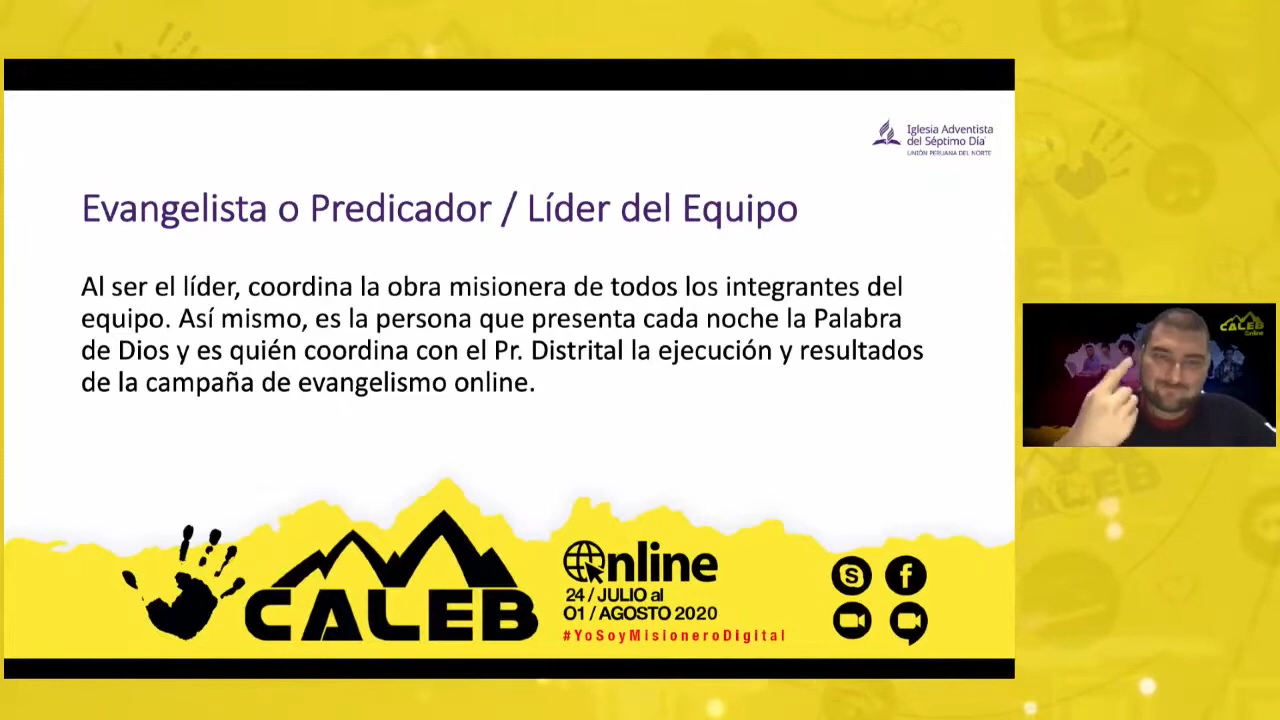 Iglesia Adventista
del Séptimo Día
UNIÓN PERUANA DEL NORTE
Evangelista o Predicador / Líder del Equipo
Al ser el líder, coordina la obra misionera de todos los integrantes del
equipo. Así mismo, es la persona que presenta cada noche la Palabra
de Dios y es quién coordina con el Pr. Distrital la ejecución y resultados
de la campaña de evangelismo online.
CALEB
Online
CALEB
Online
24 / JULIO al
01 / AGOSTO 2020
#YoSoyMisioneroDigital
CALEB